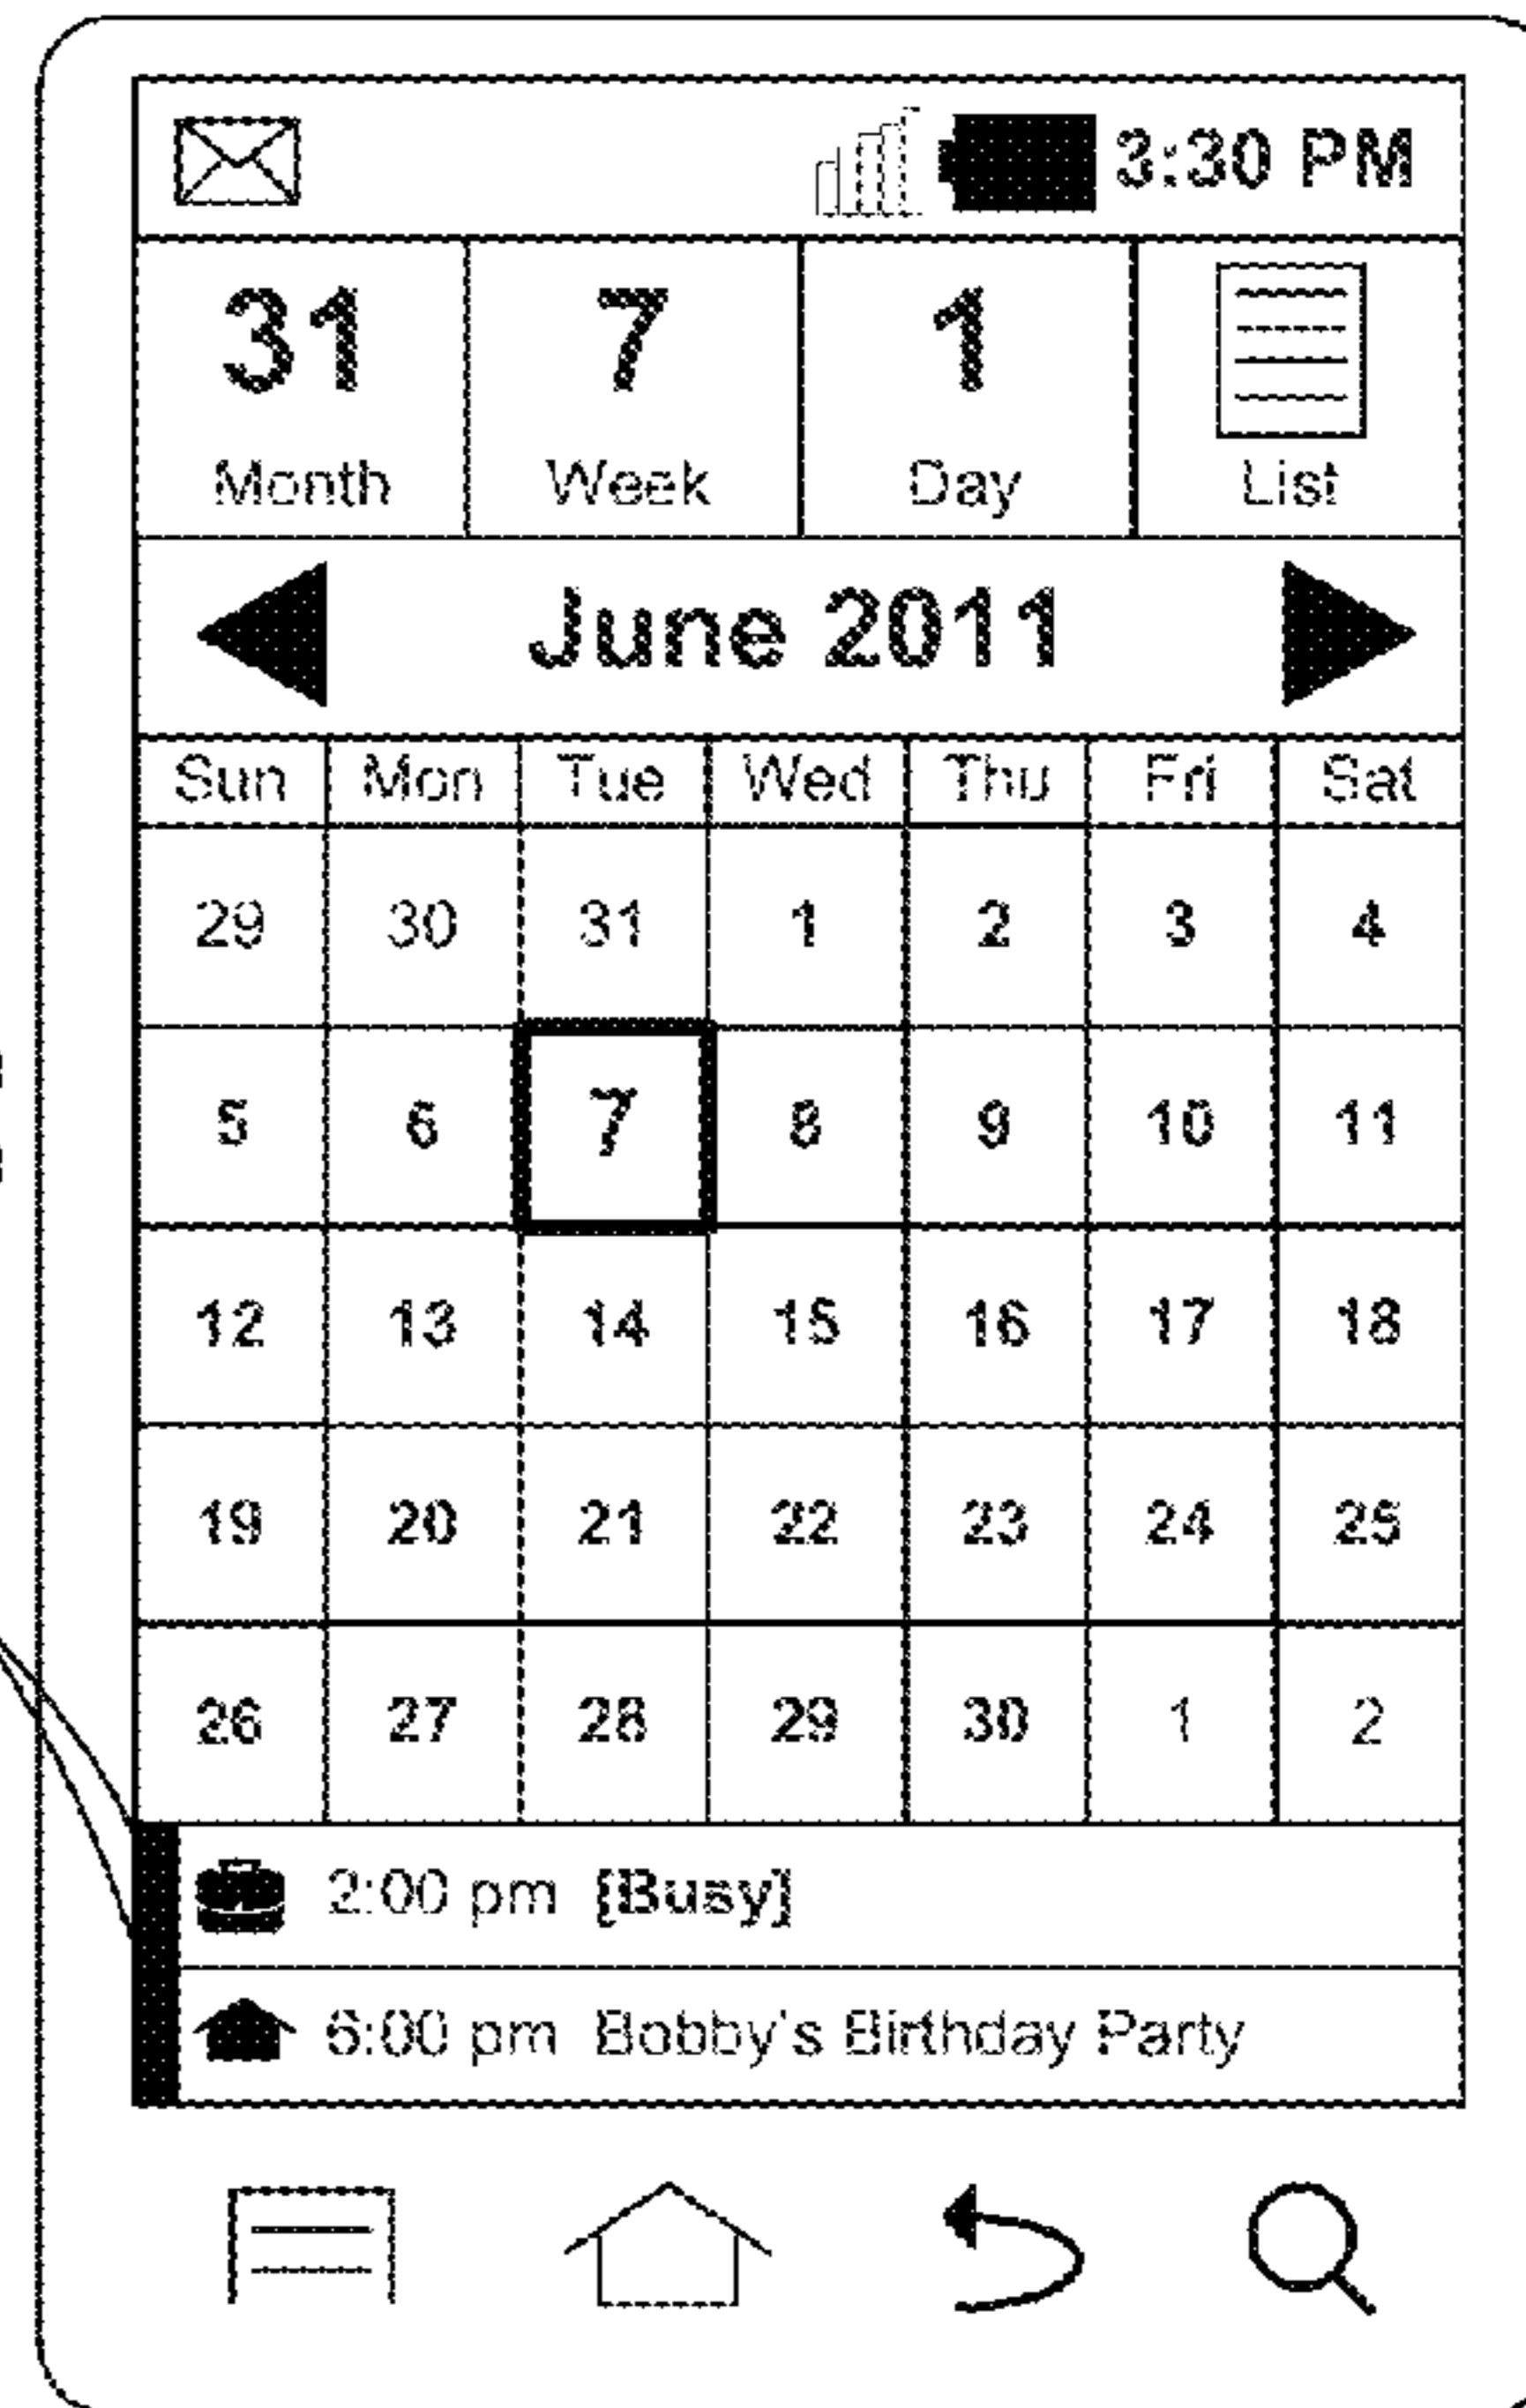 3:30 PM
31 7 1
Month Week Day List
June 2011
Sun Mon Tue Wed Thu Fri Sat
29 30 31 1 2 3 4
5 6 7 8 9 10 11
12 13 14 15 16 17 18
19 20 21 22 23 24 25
26 27 28 29 30 1 2
2:00 pm [Busy]
6:00 pm Bobby's Birthday Party